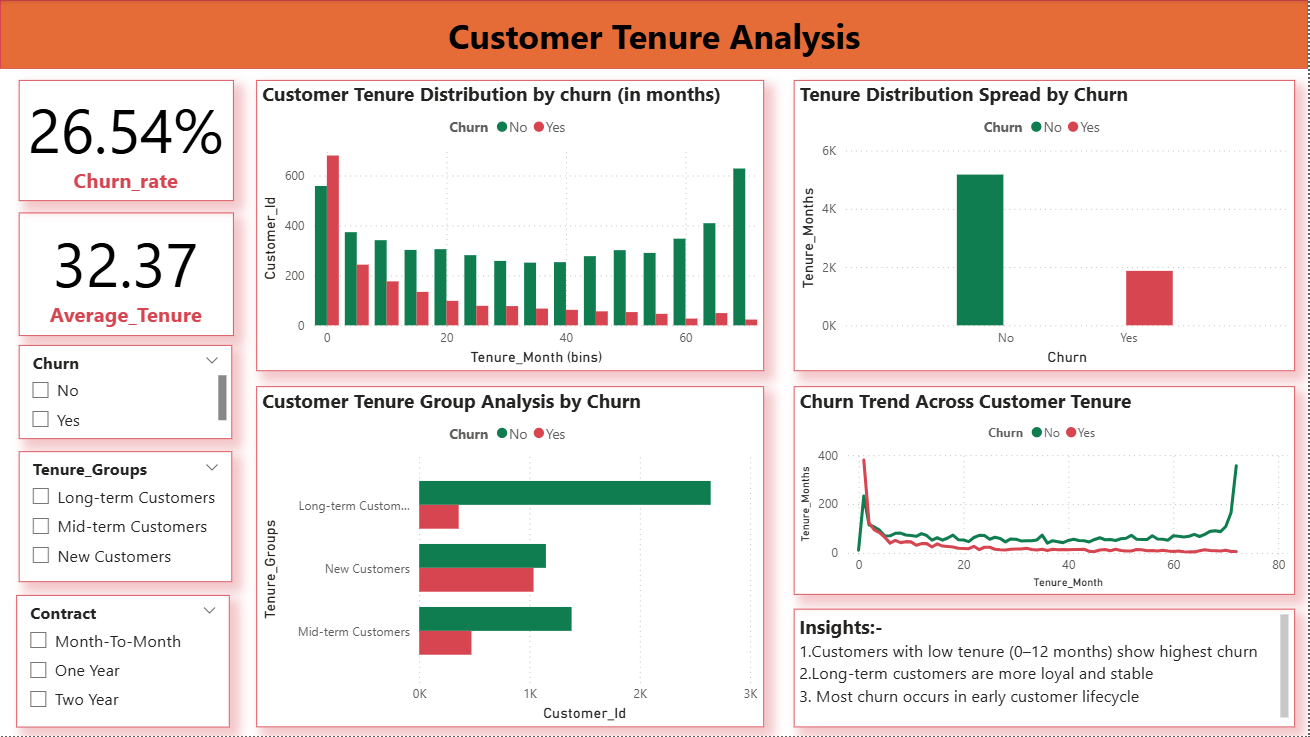 Customer Tenure Analysis
26.54%
Churn_rate
32.37
Average_Tenure
Churn
No
Yes
Tenure_Groups
Long-term Customers
Mid-term Customers
New Customers
Contract
Month-To-Month
One Year
Two Year
Customer Tenure Distribution by churn (in months)
Churn No Yes
Customer_Id
600
400
200
0
0 20 40 60
Tenure_Month (bins)
Tenure Distribution Spread by Churn
Churn No Yes
Tenure_Months
6K
4K
2K
0K
No Yes
Churn
Customer Tenure Group Analysis by Churn
Churn No Yes
Tenure_Groups
Long-term Custom...
New Customers
Mid-term Customers
0K 1K 2K 3K
Customer_Id
Churn Trend Across Customer Tenure
Churn No Yes
Tenure_Months
400
200
0
0 20 40 60 80
Tenure_Month
Insights:-
1.Customers with low tenure (0–12 months) show highest churn
2.Long-term customers are more loyal and stable
3. Most churn occurs in early customer lifecycle